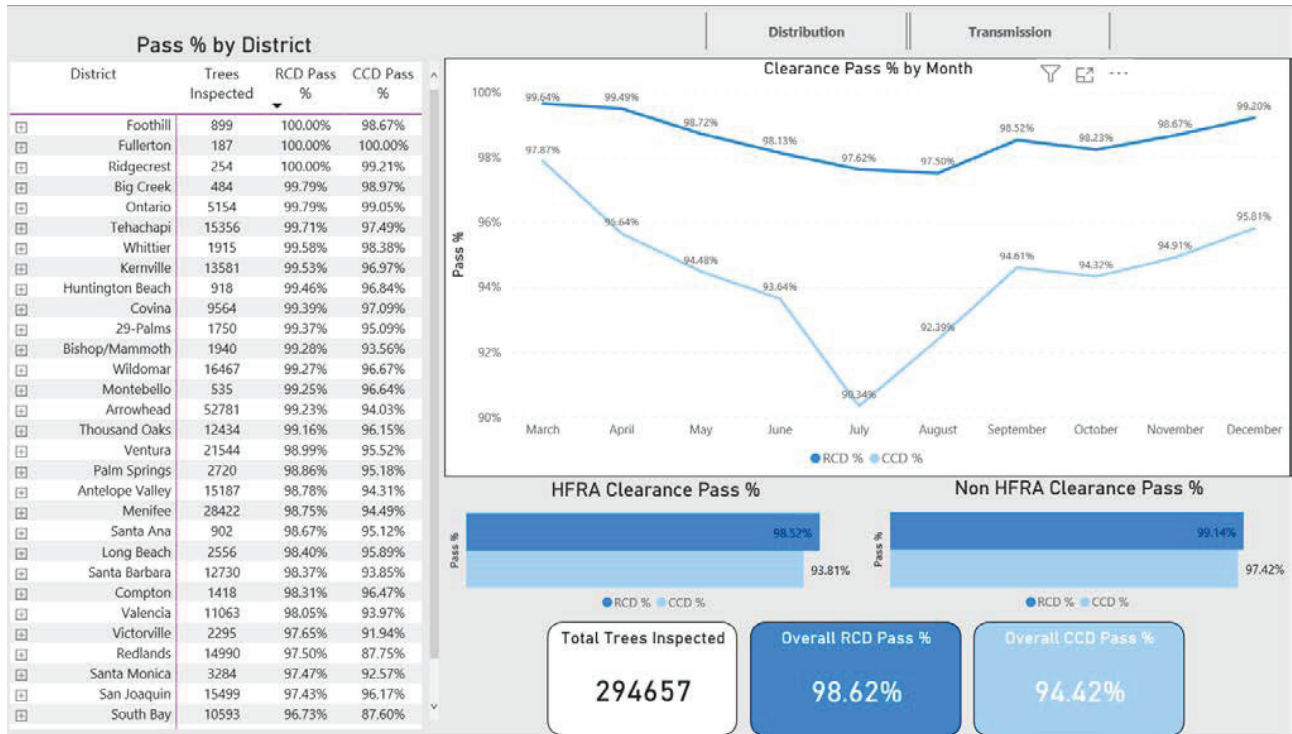 Distribution
Transmission
Pass % by District
District Trees Inspected RCD Pass % CCD Pass %
Foothill 899 100.00% 98.67%
Fullerton 187 100.00% 100.00%
Ridgecrest 254 100.00% 99.21%
Big Creek 484 99.79% 98.97%
Ontario 5154 99.79% 99.05%
Tehachapi 15356 99.71% 97.49%
Whittier 1915 99.58% 98.38%
Kernville 13581 99.53% 96.97%
Huntington Beach 918 99.46% 96.84%
Covina 9564 99.39% 97.09%
29-Palms 1750 99.37% 95.09%
Bishop/Mammoth 1940 99.28% 93.56%
Wildomar 16467 99.27% 96.67%
Montebello 535 99.25% 96.64%
Arrowhead 52781 99.23% 94.03%
Thousand Oaks 12434 99.16% 96.15%
Ventura 21544 98.99% 95.52%
Palm Springs 2720 98.86% 95.18%
Antelope Valley 15187 98.78% 94.31%
Menifee 28422 98.75% 94.49%
Santa Ana 902 98.67% 95.12%
Long Beach 2556 98.40% 95.89%
Santa Barbara 12730 98.37% 93.85%
Compton 1418 98.31% 96.47%
Valencia 11063 98.05% 93.97%
Victorville 2295 97.65% 91.94%
Redlands 14990 97.50% 87.75%
Santa Monica 3284 97.47% 92.57%
San Joaquin 15499 97.43% 96.17%
South Bay 10593 96.73% 87.60%
Clearance Pass % by Month
Pass %
100%
98%
96%
94%
92%
90%
99.64% 99.49% 98.72% 98.13% 97.62% 97.50% 98.52% 98.23% 98.67% 99.20%
97.87% 95.64% 94.48% 93.64% 90.34% 92.39% 94.61% 94.32% 94.91% 95.81%
March April May June July August September October November December
RCD % CCD %
HFRA Clearance Pass %
Pass %
98.52%
93.81%
RCD % CCD %
Non HFRA Clearance Pass %
Pass %
99.14%
97.42%
RCD % CCD %
Total Trees Inspected
294657
Overall RCD Pass %
98.62%
Overall CCD Pass %
94.42%